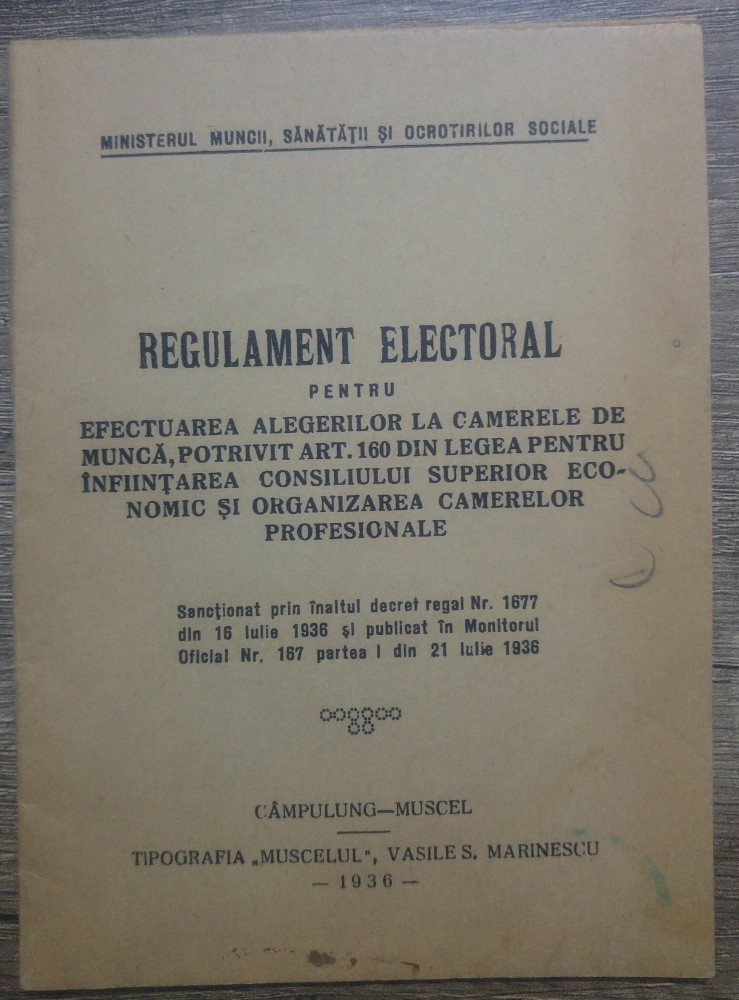 MINISTERUL MUNCII, SĂNĂTĂȚII ȘI OCROTIRILOR SOCIALE
REGULAMENT ELECTORAL
PENTRU
EFECTUAREA ALEGERILOR LA CAMERELE DE
MUNCĂ, POTRIVIT ART. 160 DIN LEGEA PENTRU
ÎNFIINȚAREA CONSILIULUI SUPERIOR ECO-
NOMIC ȘI ORGANIZAREA CAMERELOR
PROFESIONALE
Sancționat prin înaltul decret regal Nr. 1677
din 16 Iulie 1936 și publicat în Monitorul
Oficial Nr. 167 partea I din 21 Iulie 1936
CÂMPULUNG—MUSCEL
TIPOGRAFIA „MUSCELUL", VASILE S. MARINESCU
— 1936 —